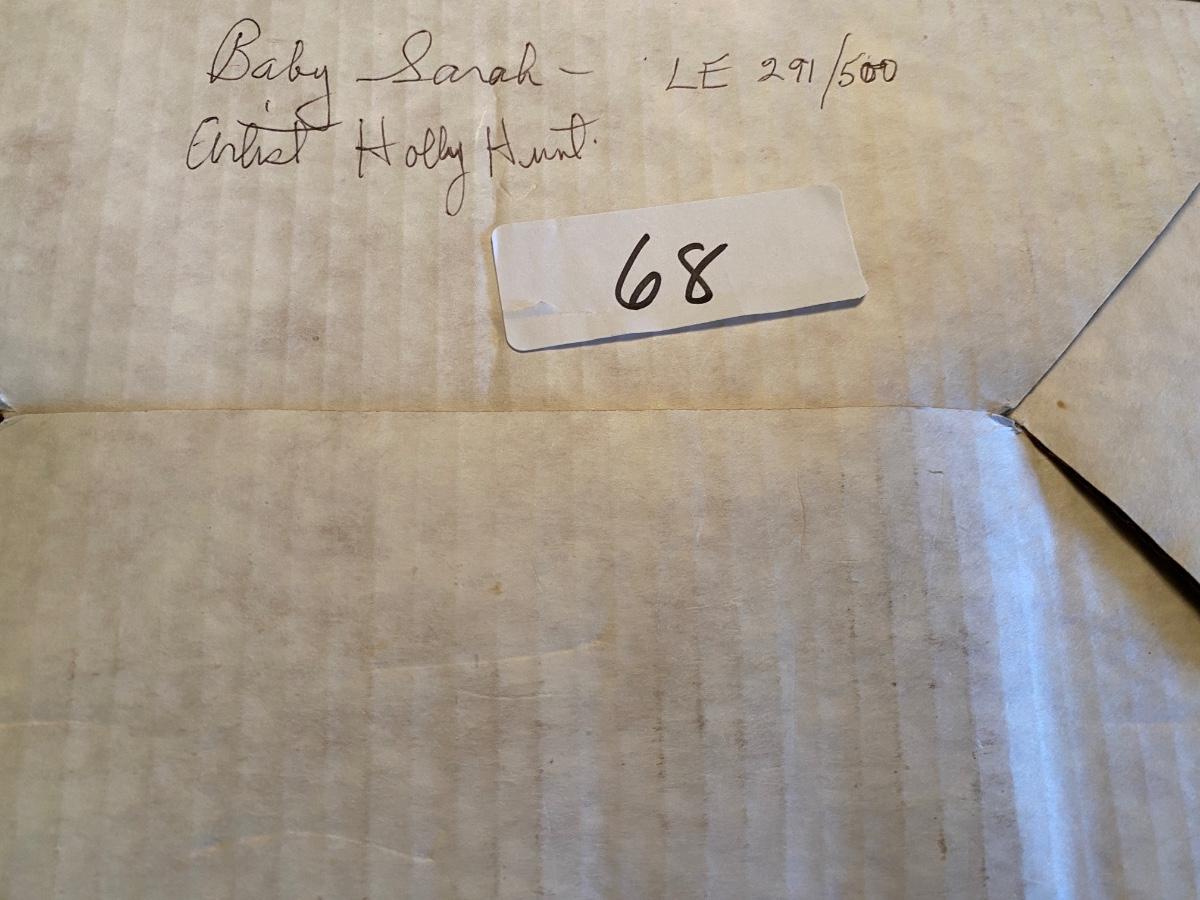 Baby Sarah - LE 291/500
Artist Holly Hunt.
68